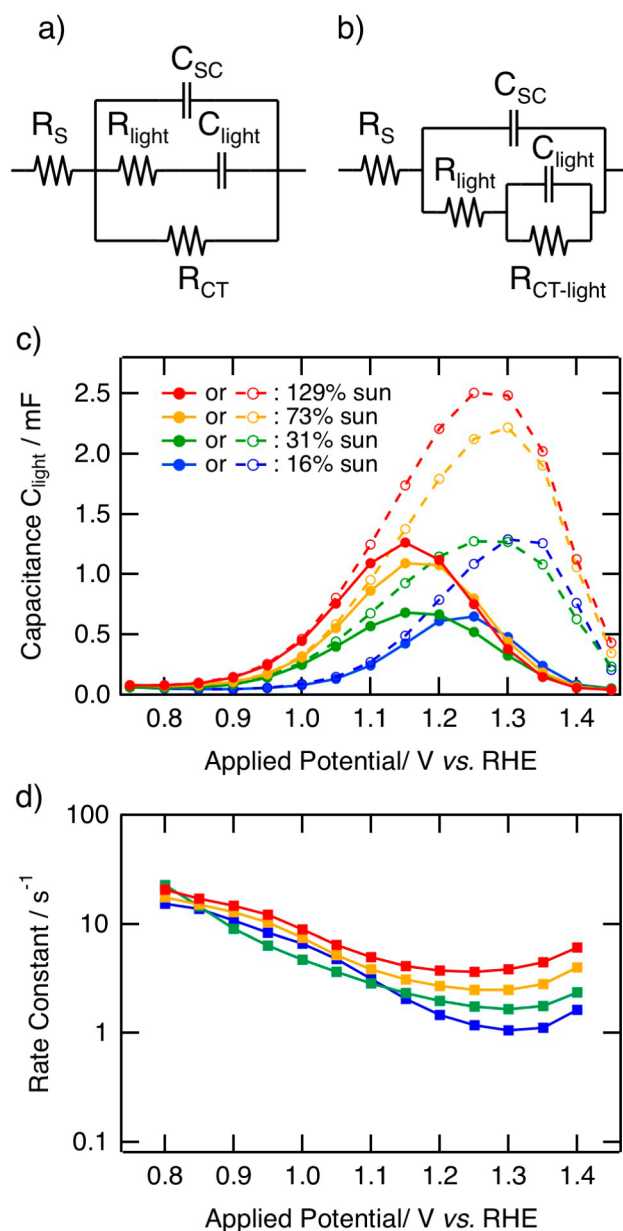 a)
b)
C_SC
R_S
R_light
C_light
R_CT
C_SC
R_S
C_light
R_light
R_CT-light
c)
Capacitance C_light / mF
2.5
2.0
1.5
1.0
0.5
0.0
or : 129% sun
or : 73% sun
or : 31% sun
or : 16% sun
0.8 0.9 1.0 1.1 1.2 1.3 1.4
Applied Potential/ V vs. RHE
d)
Rate Constant / s⁻¹
100
10
1
0.1
0.8 0.9 1.0 1.1 1.2 1.3 1.4
Applied Potential/ V vs. RHE